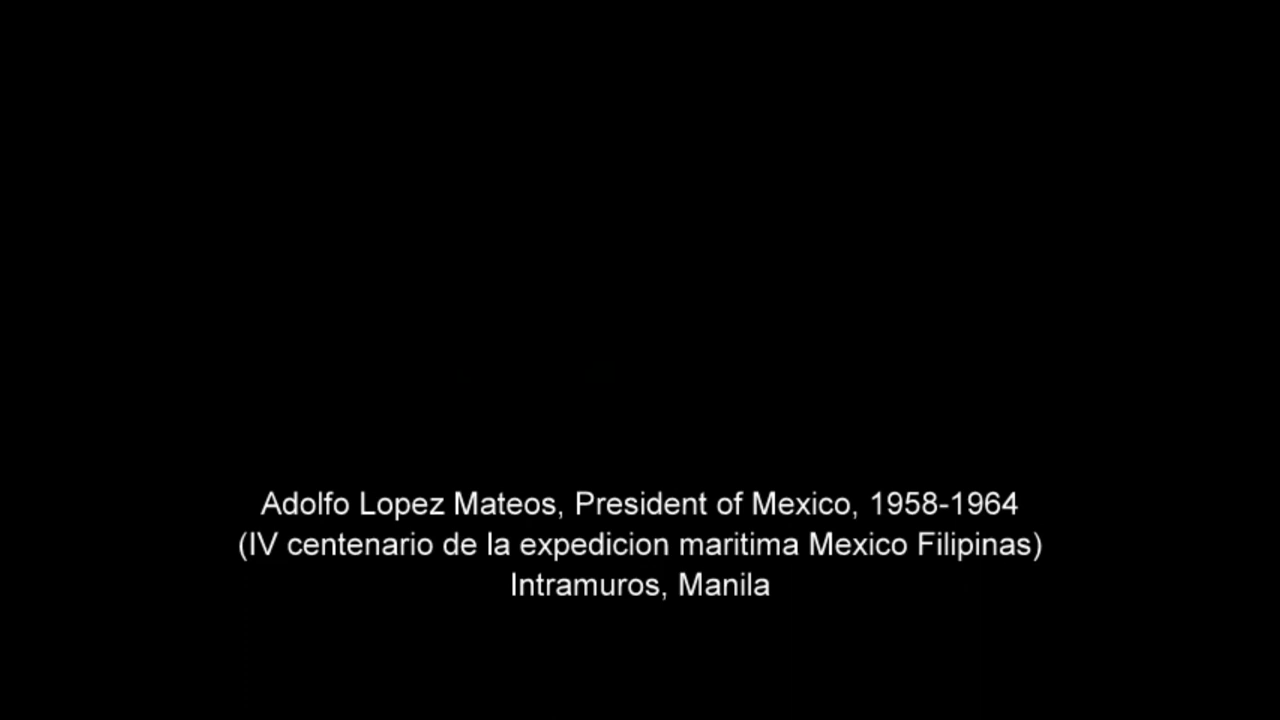 Adolfo Lopez Mateos, President of Mexico, 1958-1964
(IV centenario de la expedicion maritima Mexico Filipinas)
Intramuros, Manila